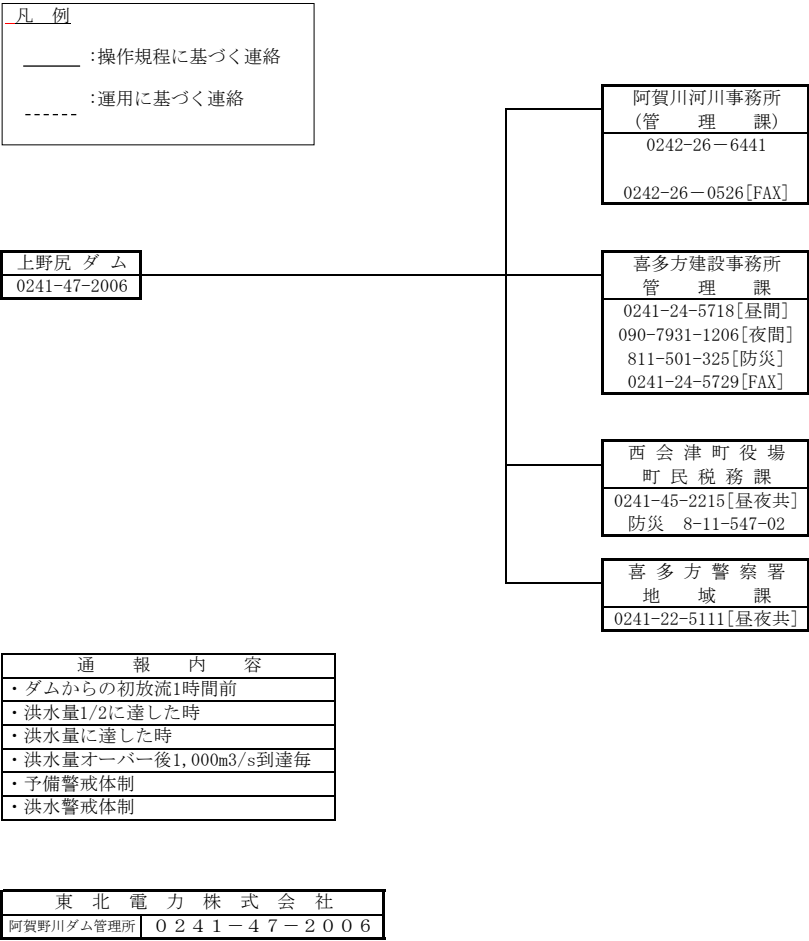 凡　例
：操作規程に基づく連絡
：運用に基づく連絡
阿賀川河川事務所
（管　理　課）
0242-26－6441
0242-26－0526[FAX]
上野尻 ダ ム
0241-47-2006
喜多方建設事務所
管　理　課
0241-24-5718[昼間]
090-7931-1206[夜間]
811-501-325[防災]
0241-24-5729[FAX]
西 会 津 町 役 場
町 民 税 務 課
0241-45-2215[昼夜共]
防災　8-11-547-02
喜 多 方 警 察 署
地　域　課
0241-22-5111[昼夜共]
通　報　内　容
・ダムからの初放流1時間前
・洪水量1/2に達した時
・洪水量に達した時
・洪水量オーバー後1,000m3/s到達毎
・予備警戒体制
・洪水警戒体制
東 北 電 力 株 式 会 社
阿賀野川ダム管理所　０２４１－４７－２００６